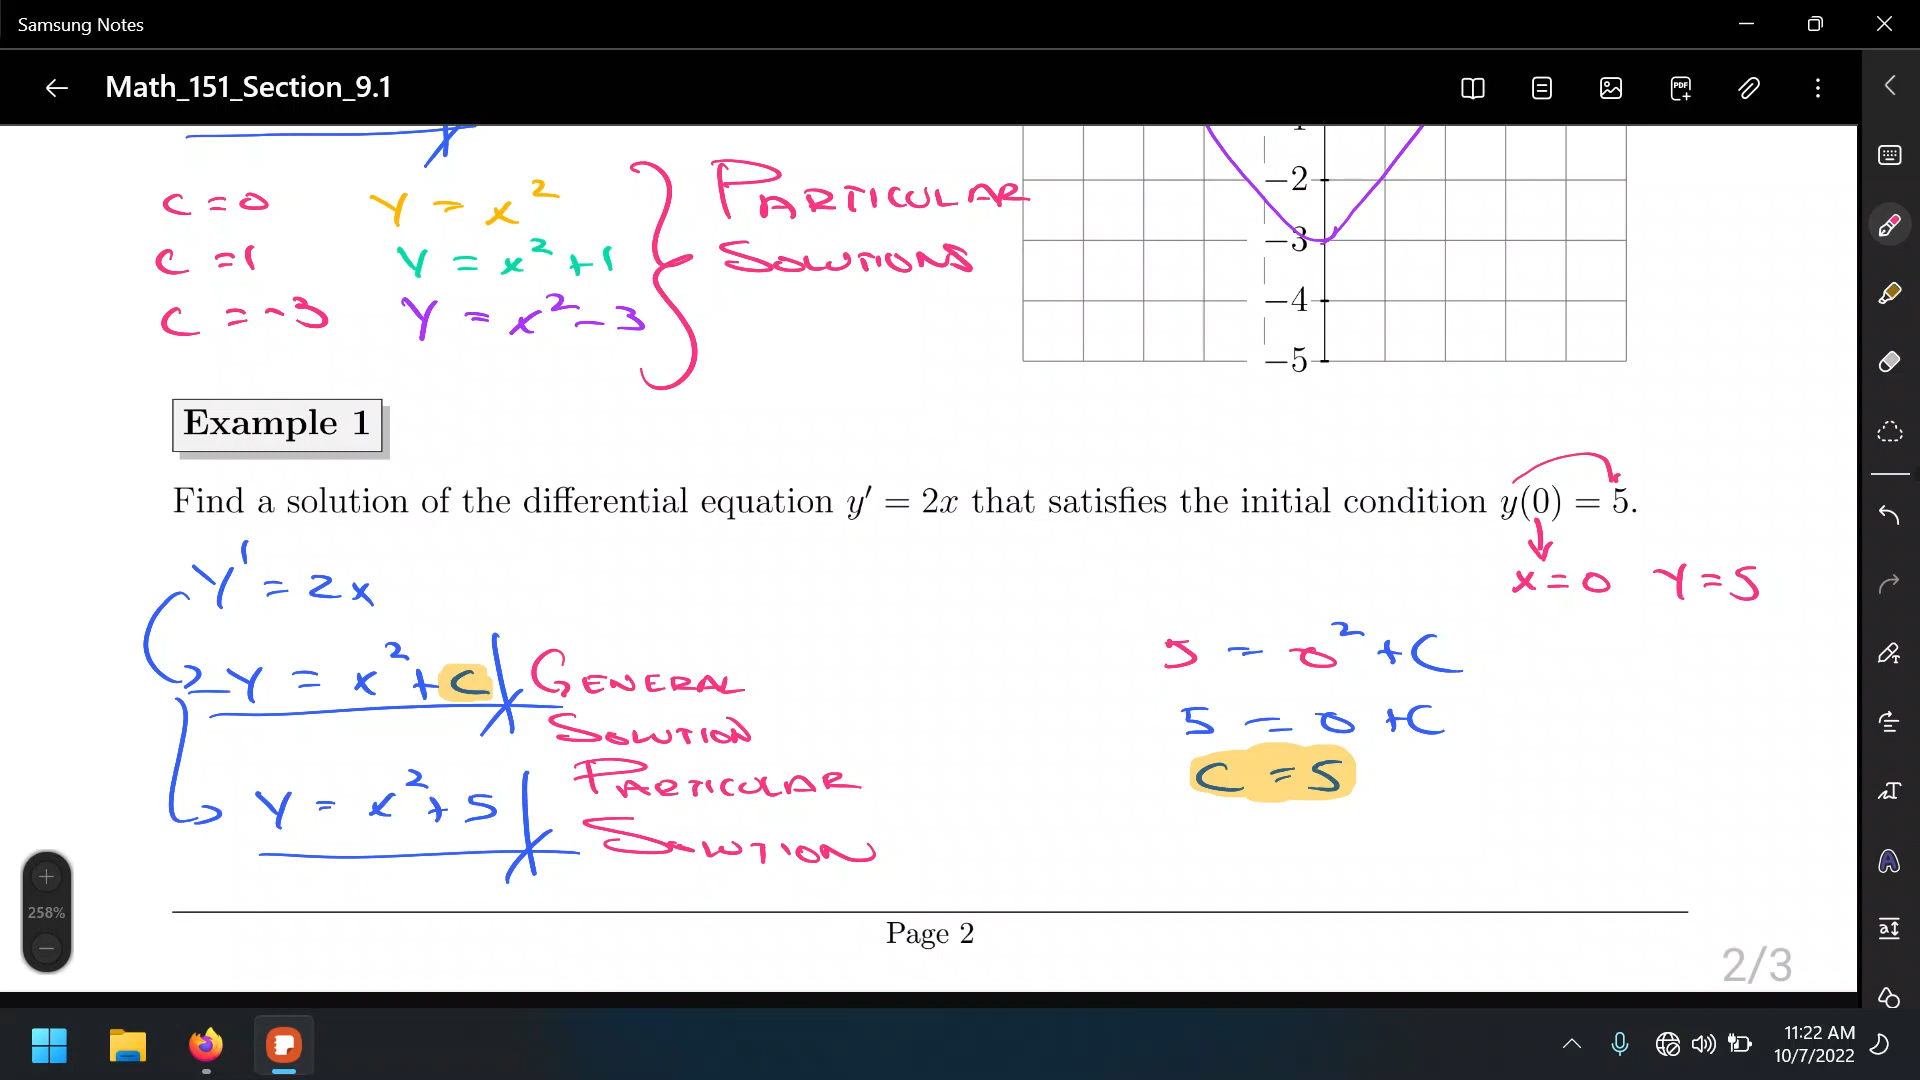 Samsung Notes
Math_151_Section_9.1
C = 0 Y = x² } PARTICULAR SOLUTIONS
C = 1 Y = x² + 1
C = -3 Y = x² - 3
-2
-3
-4
-5
Example 1
Find a solution of the differential equation y′ = 2x that satisfies the initial condition y(0) = 5.
x = 0 Y = 5
Y' = 2x
Y = x² + C GENERAL SOLUTION
Y = x² + 5 PARTICULAR SOLUTION
5 = 0² + C
5 = 0 + C
C = 5
Page 2
2/3
258%
11:22 AM
10/7/2022